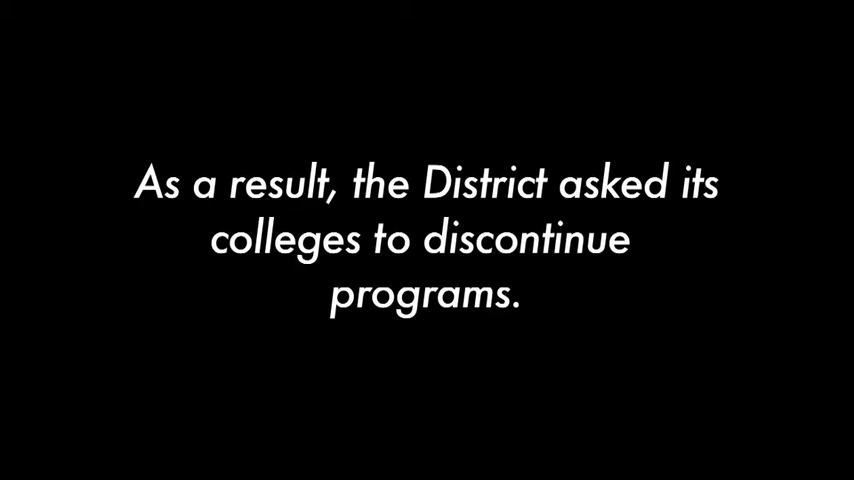 As a result, the District asked its
colleges to discontinue
programs.